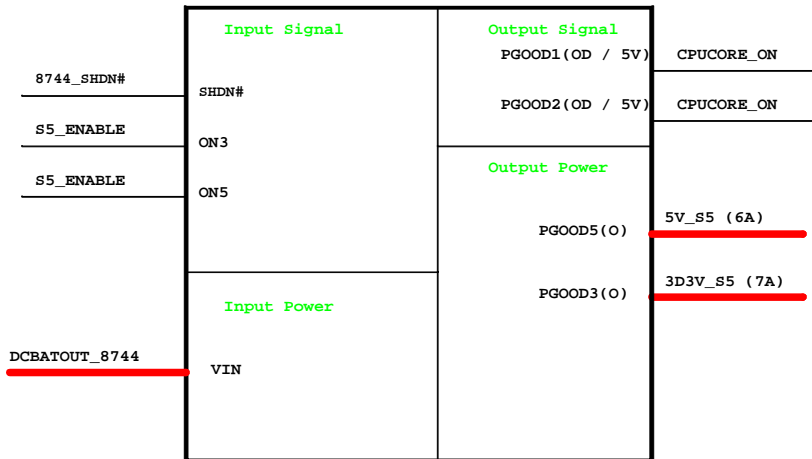 Input Signal
8744_SHDN#
SHDN#
S5_ENABLE
ON3
S5_ENABLE
ON5
Output Signal
PGOOD1(OD / 5V)
CPUCORE_ON
PGOOD2(OD / 5V)
CPUCORE_ON
Output Power
PGOOD5(O)
5V_S5 (6A)
PGOOD3(O)
3D3V_S5 (7A)
Input Power
DCBATOUT_8744
VIN